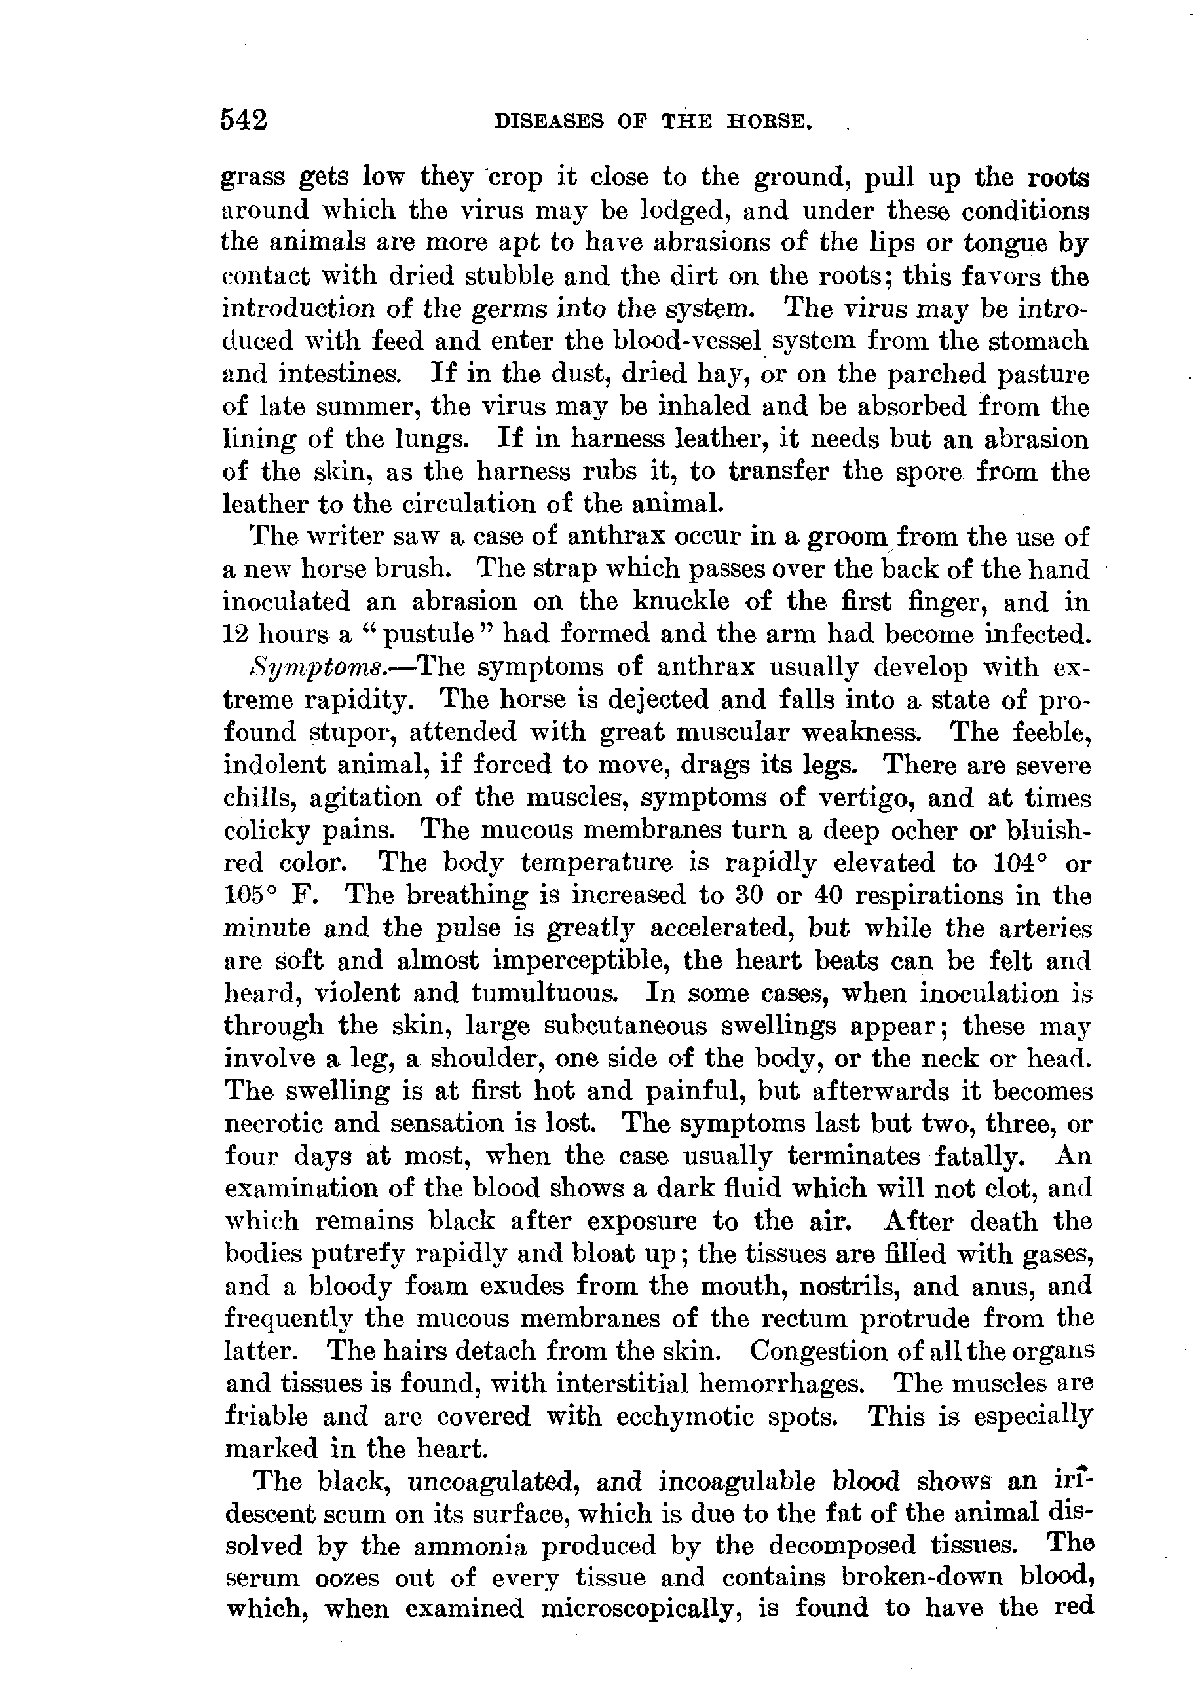 542 DISEASES OF THE HORSE.
grass gets low they crop it close to the ground, pull up the roots
around which the virus may be lodged, and under these conditions
the animals are more apt to have abrasions of the lips or tongue by
contact with dried stubble and the dirt on the roots; this favors the
introduction of the germs into the system. The virus may be intro-
duced with feed and enter the blood-vessel system from the stomach
and intestines. If in the dust, dried hay, or on the parched pasture
of late summer, the virus may be inhaled and be absorbed from the
lining of the lungs. If in harness leather, it needs but an abrasion
of the skin, as the harness rubs it, to transfer the spore from the
leather to the circulation of the animal.
The writer saw a case of anthrax occur in a groom from the use of
a new horse brush. The strap which passes over the back of the hand
inoculated an abrasion on the knuckle of the first finger, and in
12 hours a "pustule" had formed and the arm had become infected.
Symptoms.—The symptoms of anthrax usually develop with ex-
treme rapidity. The horse is dejected and falls into a state of pro-
found stupor, attended with great muscular weakness. The feeble,
indolent animal, if forced to move, drags its legs. There are severe
chills, agitation of the muscles, symptoms of vertigo, and at times
colicky pains. The mucous membranes turn a deep ocher or bluish-
red color. The body temperature is rapidly elevated to 104° or
105° F. The breathing is increased to 30 or 40 respirations in the
minute and the pulse is greatly accelerated, but while the arteries
are soft and almost imperceptible, the heart beats can be felt and
heard, violent and tumultuous. In some cases, when inoculation is
through the skin, large subcutaneous swellings appear; these may
involve a leg, a shoulder, one side of the body, or the neck or head.
The swelling is at first hot and painful, but afterwards it becomes
necrotic and sensation is lost. The symptoms last but two, three, or
four days at most, when the case usually terminates fatally. An
examination of the blood shows a dark fluid which will not clot, and
which remains black after exposure to the air. After death the
bodies putrefy rapidly and bloat up; the tissues are filled with gases,
and a bloody foam exudes from the mouth, nostrils, and anus, and
frequently the mucous membranes of the rectum protrude from the
latter. The hairs detach from the skin. Congestion of all the organs
and tissues is found, with interstitial hemorrhages. The muscles are
friable and are covered with ecchymotic spots. This is especially
marked in the heart.
The black, uncoagulated, and incoagulable blood shows an iri-
descent scum on its surface, which is due to the fat of the animal dis-
solved by the ammonia produced by the decomposed tissues. The
serum oozes out of every tissue and contains broken-down blood,
which, when examined microscopically, is found to have the red